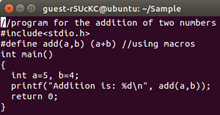 guest-r5UcKC@ubuntu: ~/Sample
//program for the addition of two numbers
#include<stdio.h>
#define add(a,b) (a+b) //using macros
int main()
{
  int a=5, b=4;
  printf("Addition is: %d\n", add(a,b));
  return 0;
}